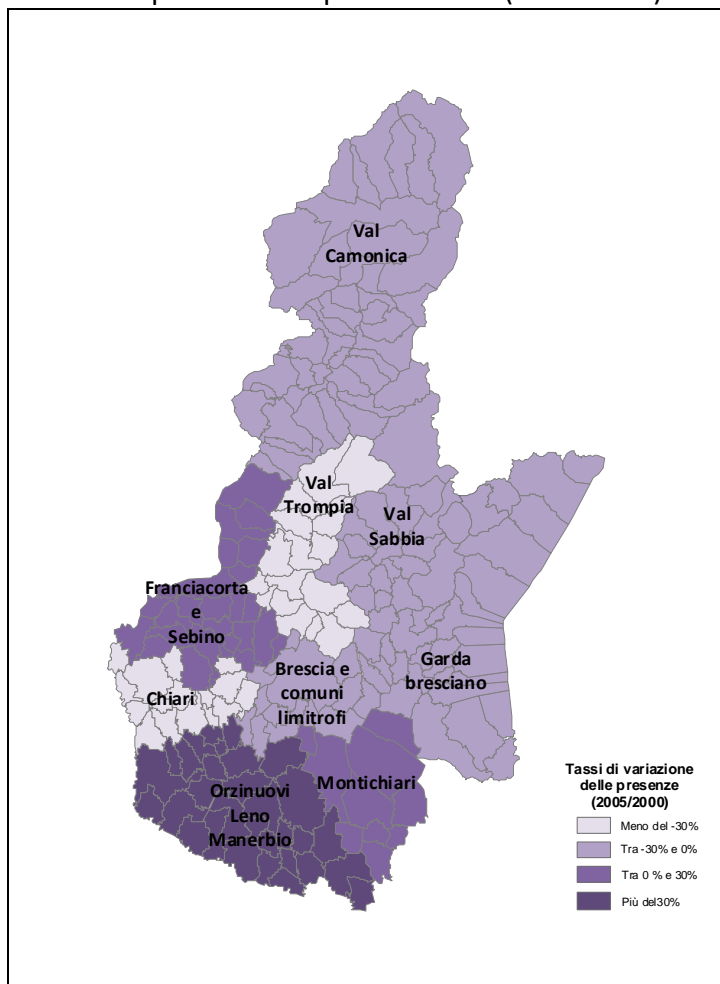 Val
Camonica
Val
Trompia
Val
Sabbia
Franciacorta
e
Sebino
Garda
bresciano
Brescia e
comuni
limitrofi
Chiari
Montichiari
Orzinuovi
Leno
Manerbio
Tassi di variazione
delle presenze
(2005/2000)
Meno del -30%
Tra -30% e 0%
Tra 0 % e 30%
Più del30%